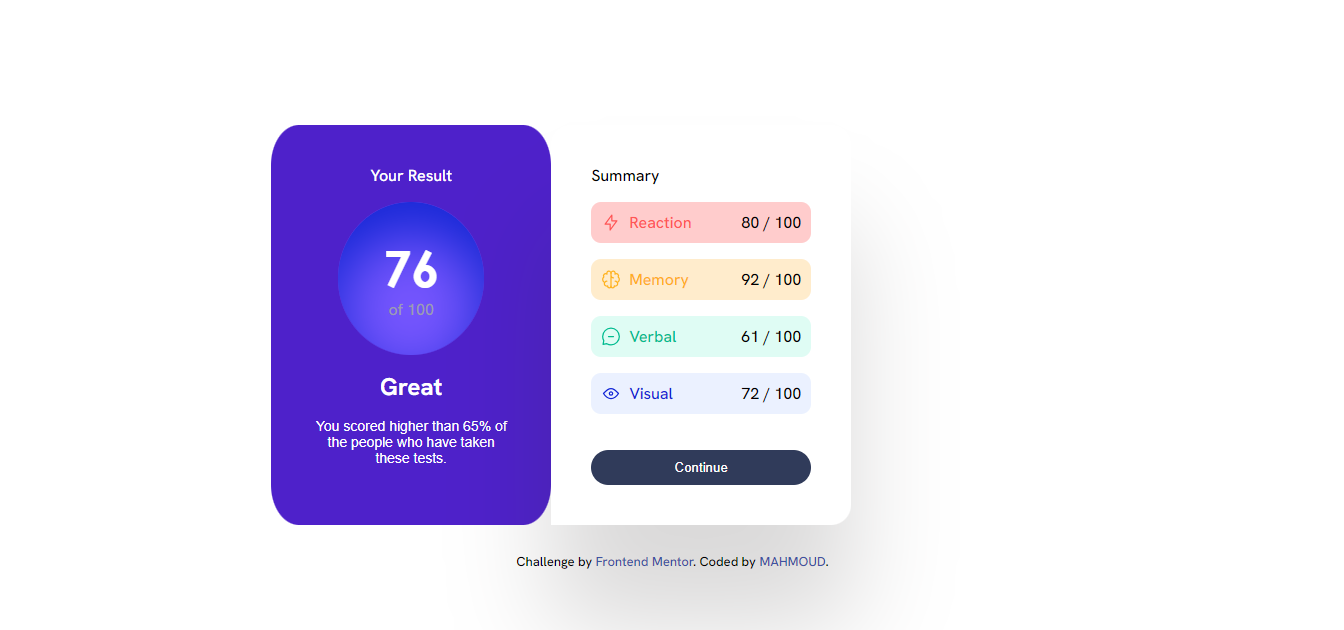 Your Result
76
of 100
Great
You scored higher than 65% of
the people who have taken
these tests.
Summary
Reaction 80 / 100
Memory 92 / 100
Verbal 61 / 100
Visual 72 / 100
Continue
Challenge by Frontend Mentor. Coded by MAHMOUD.